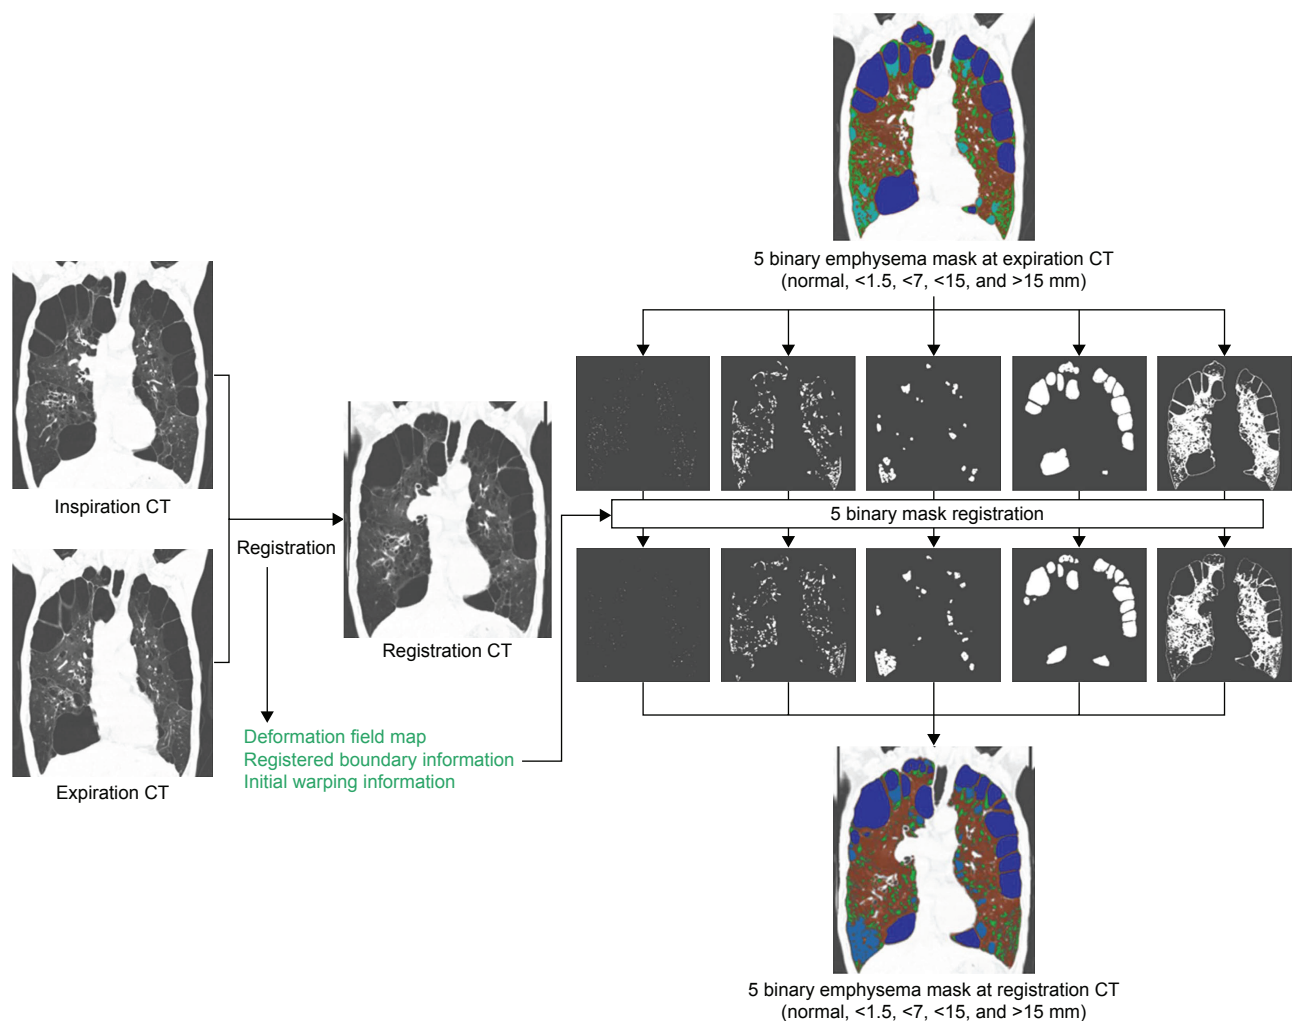 5 binary emphysema mask at expiration CT
(normal, <1.5, <7, <15, and >15 mm)
Inspiration CT
5 binary mask registration
Registration
Registration CT
Deformation field map
Registered boundary information
Initial warping information
Expiration CT
5 binary emphysema mask at registration CT
(normal, <1.5, <7, <15, and >15 mm)